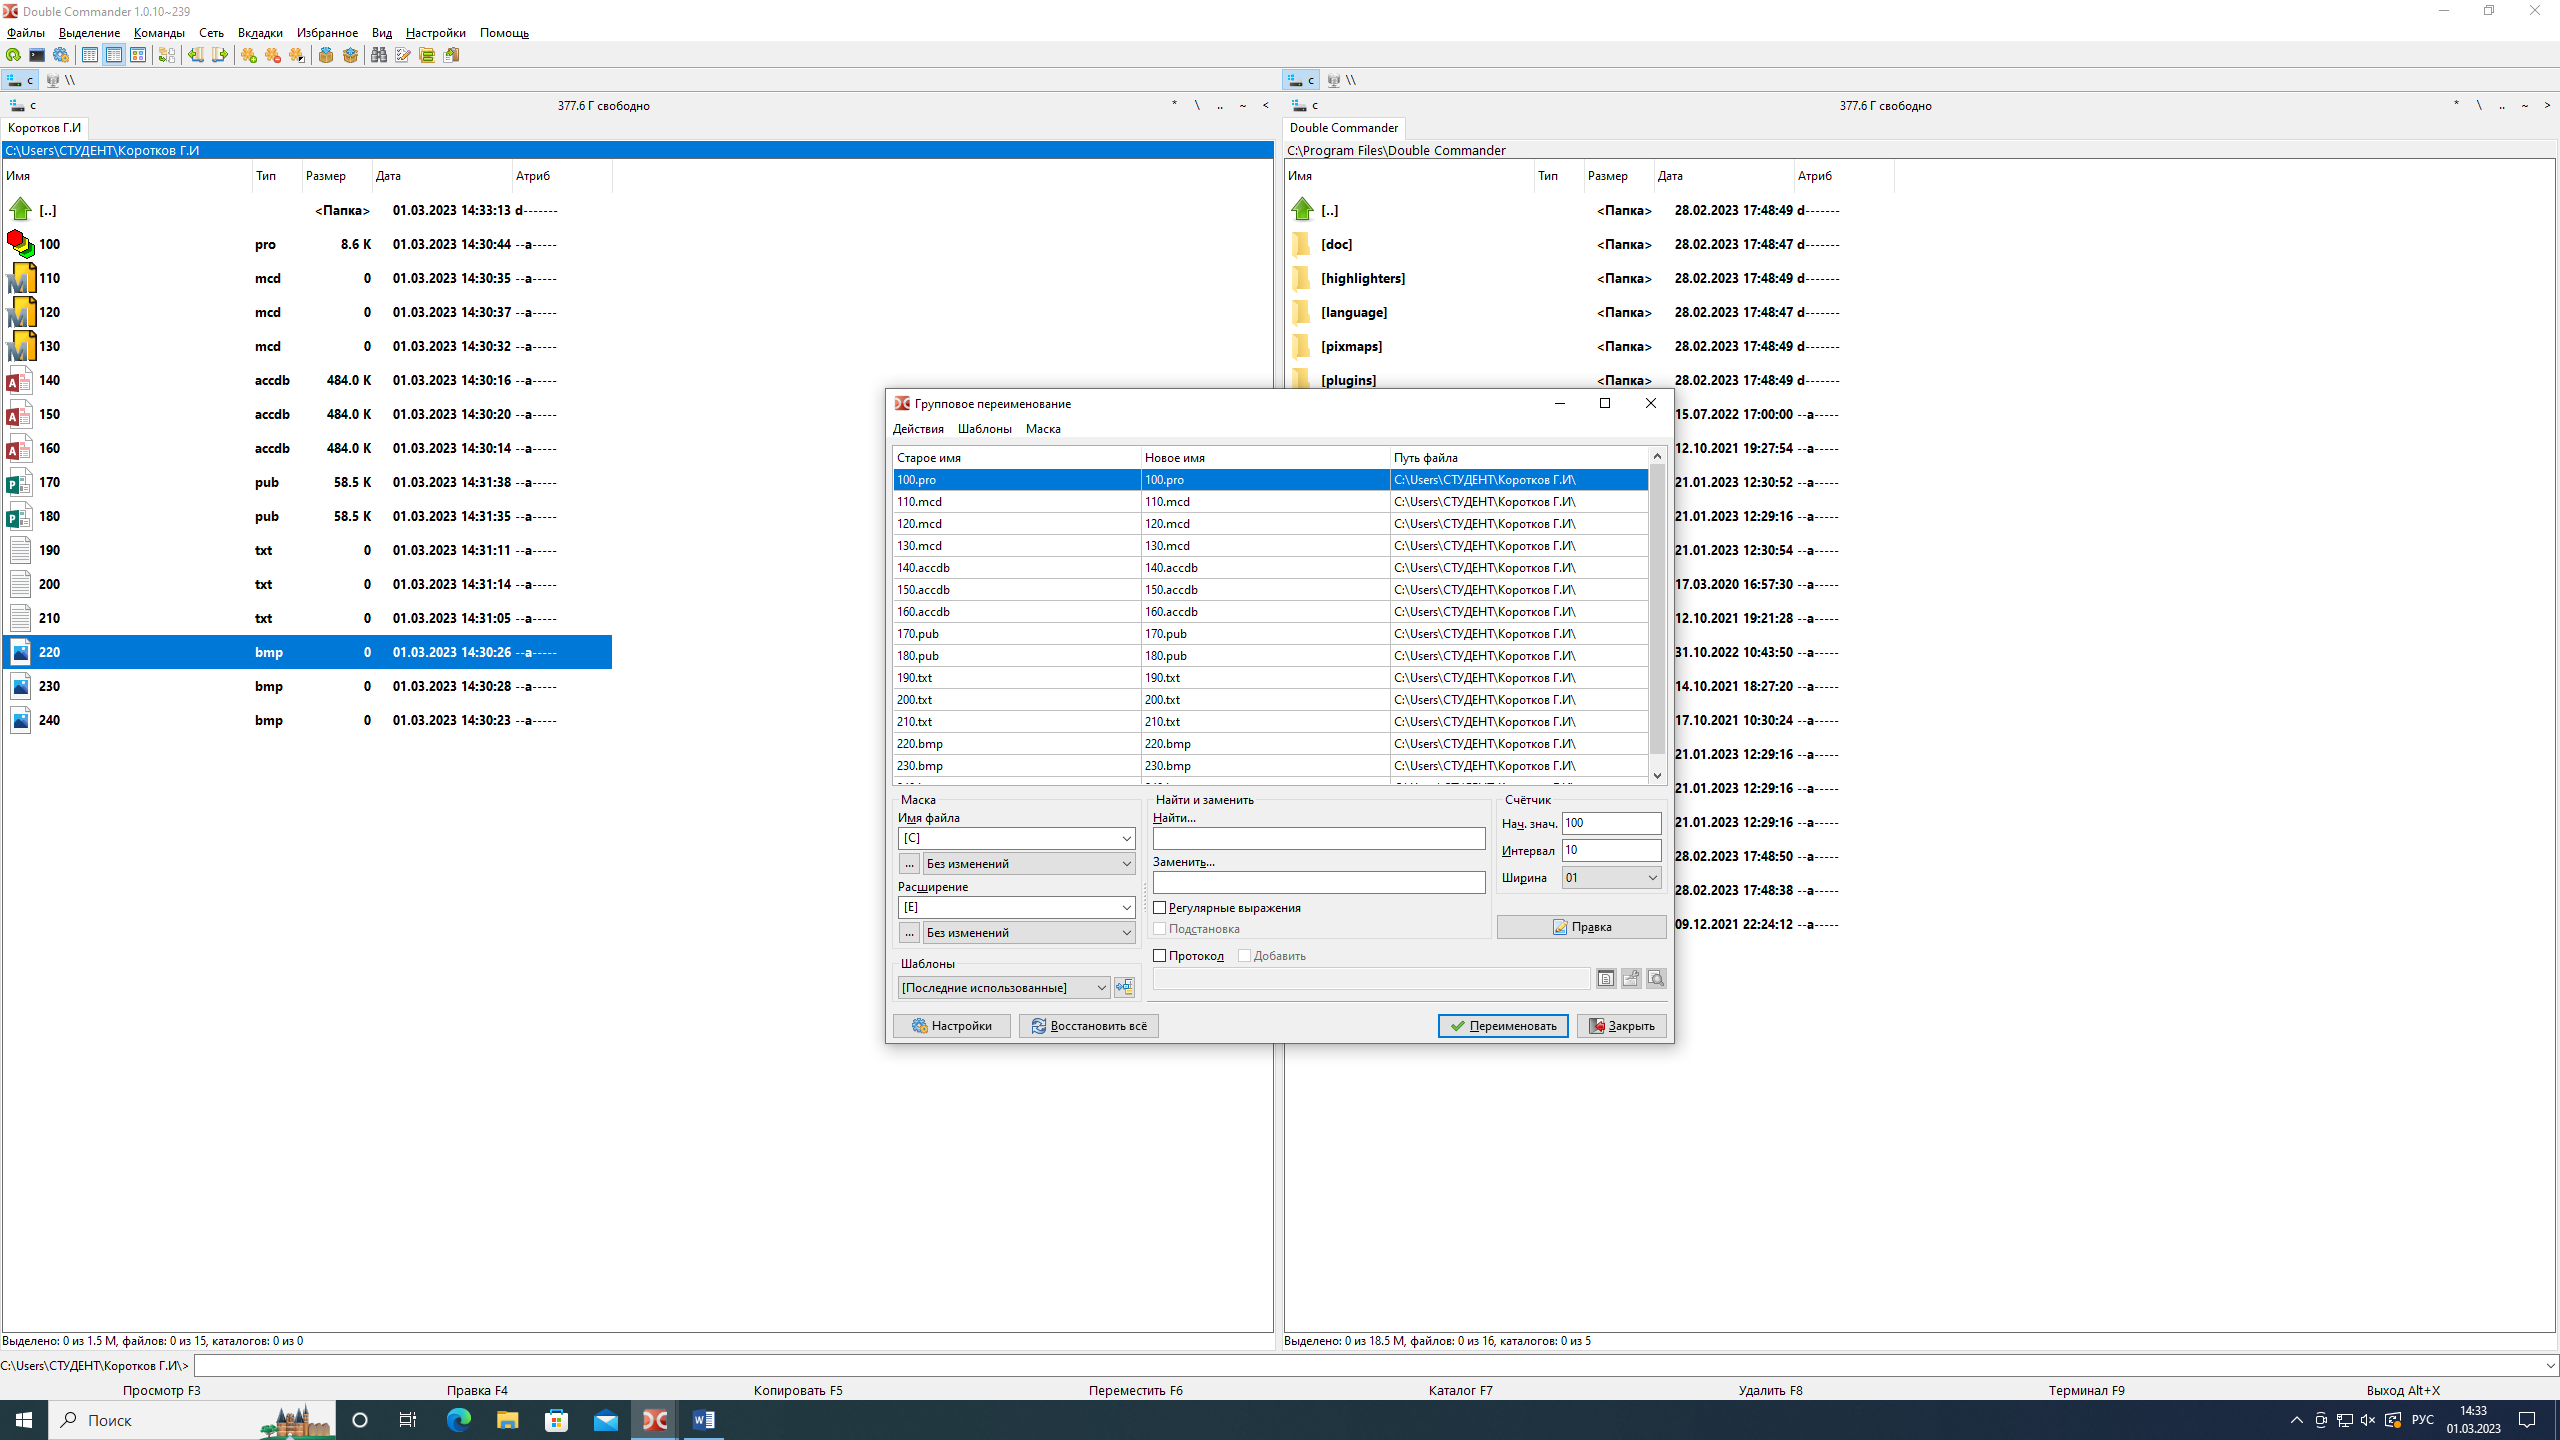 Double Commander 1.0.10~239
Файлы Выделение Команды Сеть Вкладки Избранное Вид Настройки Помощь
c \\ c \\
c 377.6 Г свободно * \ .. ~ < c 377.6 Г свободно * \ .. ~ >
Коротков Г.И Double Commander
C:\Users\СТУДЕНТ\Коротков Г.И C:\Program Files\Double Commander
Имя Тип Размер Дата Атриб Имя Тип Размер Дата Атриб
[..] <Папка> 01.03.2023 14:33:13 d------- [..] <Папка> 28.02.2023 17:48:49 d-------
100 pro 8.6 K 01.03.2023 14:30:44 --a----- [doc] <Папка> 28.02.2023 17:48:47 d-------
110 mcd 0 01.03.2023 14:30:35 --a----- [highlighters] <Папка> 28.02.2023 17:48:49 d-------
120 mcd 0 01.03.2023 14:30:37 --a----- [language] <Папка> 28.02.2023 17:48:47 d-------
130 mcd 0 01.03.2023 14:30:32 --a----- [pixmaps] <Папка> 28.02.2023 17:48:49 d-------
140 accdb 484.0 K 01.03.2023 14:30:16 --a----- [plugins] <Папка> 28.02.2023 17:48:49 d-------
150 accdb 484.0 K 01.03.2023 14:30:20 --a----- 15.07.2022 17:00:00 --a-----
160 accdb 484.0 K 01.03.2023 14:30:14 --a----- 12.10.2021 19:27:54 --a-----
170 pub 58.5 K 01.03.2023 14:31:38 --a----- 21.01.2023 12:30:52 --a-----
180 pub 58.5 K 01.03.2023 14:31:35 --a----- 21.01.2023 12:29:16 --a-----
190 txt 0 01.03.2023 14:31:11 --a----- 21.01.2023 12:30:54 --a-----
200 txt 0 01.03.2023 14:31:14 --a----- 17.03.2020 16:57:30 --a-----
210 txt 0 01.03.2023 14:31:05 --a----- 12.10.2021 19:21:28 --a-----
220 bmp 0 01.03.2023 14:30:26 --a----- 31.10.2022 10:43:50 --a-----
230 bmp 0 01.03.2023 14:30:28 --a----- 14.10.2021 18:27:20 --a-----
240 bmp 0 01.03.2023 14:30:23 --a----- 17.10.2021 10:30:24 --a-----
21.01.2023 12:29:16 --a-----
21.01.2023 12:29:16 --a-----
21.01.2023 12:29:16 --a-----
28.02.2023 17:48:50 --a-----
28.02.2023 17:48:38 --a-----
09.12.2021 22:24:12 --a-----
Групповое переименование
Действия Шаблоны Маска
Старое имя Новое имя Путь файла
100.pro 100.pro C:\Users\СТУДЕНТ\Коротков Г.И\
110.mcd 110.mcd C:\Users\СТУДЕНТ\Коротков Г.И\
120.mcd 120.mcd C:\Users\СТУДЕНТ\Коротков Г.И\
130.mcd 130.mcd C:\Users\СТУДЕНТ\Коротков Г.И\
140.accdb 140.accdb C:\Users\СТУДЕНТ\Коротков Г.И\
150.accdb 150.accdb C:\Users\СТУДЕНТ\Коротков Г.И\
160.accdb 160.accdb C:\Users\СТУДЕНТ\Коротков Г.И\
170.pub 170.pub C:\Users\СТУДЕНТ\Коротков Г.И\
180.pub 180.pub C:\Users\СТУДЕНТ\Коротков Г.И\
190.txt 190.txt C:\Users\СТУДЕНТ\Коротков Г.И\
200.txt 200.txt C:\Users\СТУДЕНТ\Коротков Г.И\
210.txt 210.txt C:\Users\СТУДЕНТ\Коротков Г.И\
220.bmp 220.bmp C:\Users\СТУДЕНТ\Коротков Г.И\
230.bmp 230.bmp C:\Users\СТУДЕНТ\Коротков Г.И\
Маска
Имя файла
[C]
... Без изменений
Расширение
[E]
... Без изменений
Шаблоны
[Последние использованные]
Найти и заменить
Найти...
Заменить...
Регулярные выражения
Подстановка
Протокол Добавить
Счётчик
Нач. знач. 100
Интервал 10
Ширина 01
Правка
Настройки Восстановить всё Переименовать Закрыть
Выделено: 0 из 1.5 M, файлов: 0 из 15, каталогов: 0 из 0 Выделено: 0 из 18.5 M, файлов: 0 из 16, каталогов: 0 из 5
C:\Users\СТУДЕНТ\Коротков Г.И\>
Просмотр F3 Правка F4 Копировать F5 Переместить F6 Каталог F7 Удалить F8 Терминал F9 Выход Alt+X
Поиск РУС 14:33
01.03.2023